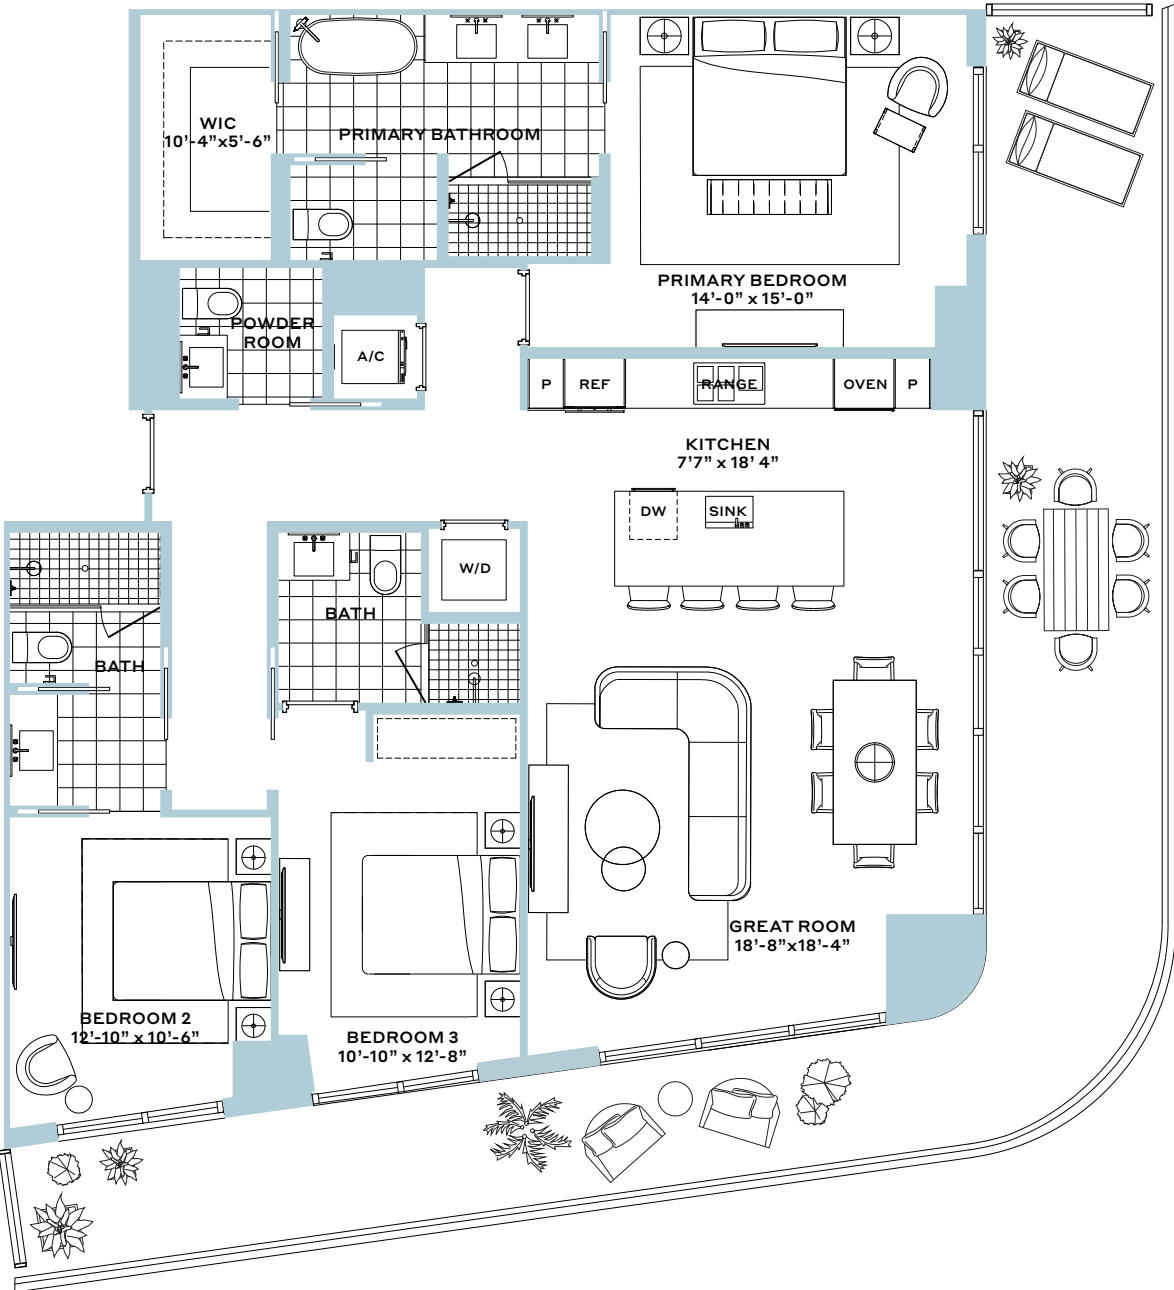 WIC
10'-4”x5'-6”
PRIMARY BATHROOM
PRIMARY BEDROOM
14'-0” x 15'-0”
POWDER
ROOM
A/C
P
REF
RANGE
OVEN
P
KITCHEN
7'7” x 18' 4”
DW
SINK
W/D
BATH
BATH
GREAT ROOM
18'-8”x18'-4”
BEDROOM 2
12'-10” x 10'-6”
BEDROOM 3
10'-10” x 12'-8”